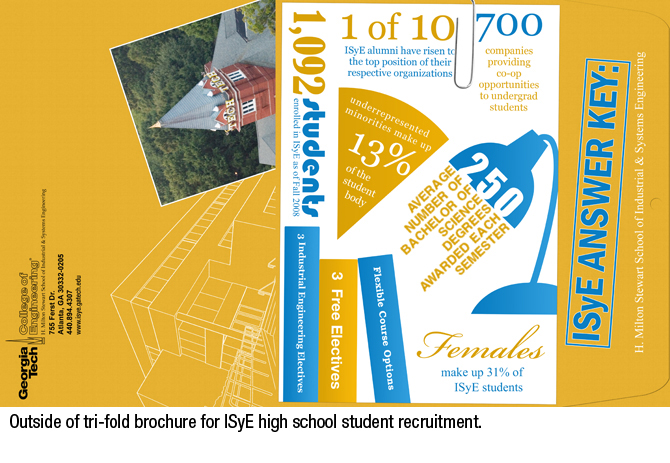 1 of 10
ISyE alumni have risen to
the top position of their
respective organizations
700
companies
providing
co-op
opportunities
to undergrad
students
1,092 students
enrolled in ISyE as of Fall 2008
underrepresented
minorities make up
13%
of the
student
body
250
AVERAGE
NUMBER OF
BACHELOR OF
SCIENCE
DEGREES
AWARDED EACH
SEMESTER
3 Industrial Engineering Electives
3 Free Electives
Flexible Course Options
Females
make up 31% of
ISyE students
ISyE ANSWER KEY:
H. Milton Stewart School of Industrial & Systems Engineering
TECH
TECH
Georgia Tech
College of
Engineering
H. Milton Stewart School of Industrial & Systems Engineering
755 Ferst Dr.
Atlanta, GA 30332-0205
440.894.4307
www.isye.gatech.edu
Outside of tri-fold brochure for ISyE high school student recruitment.